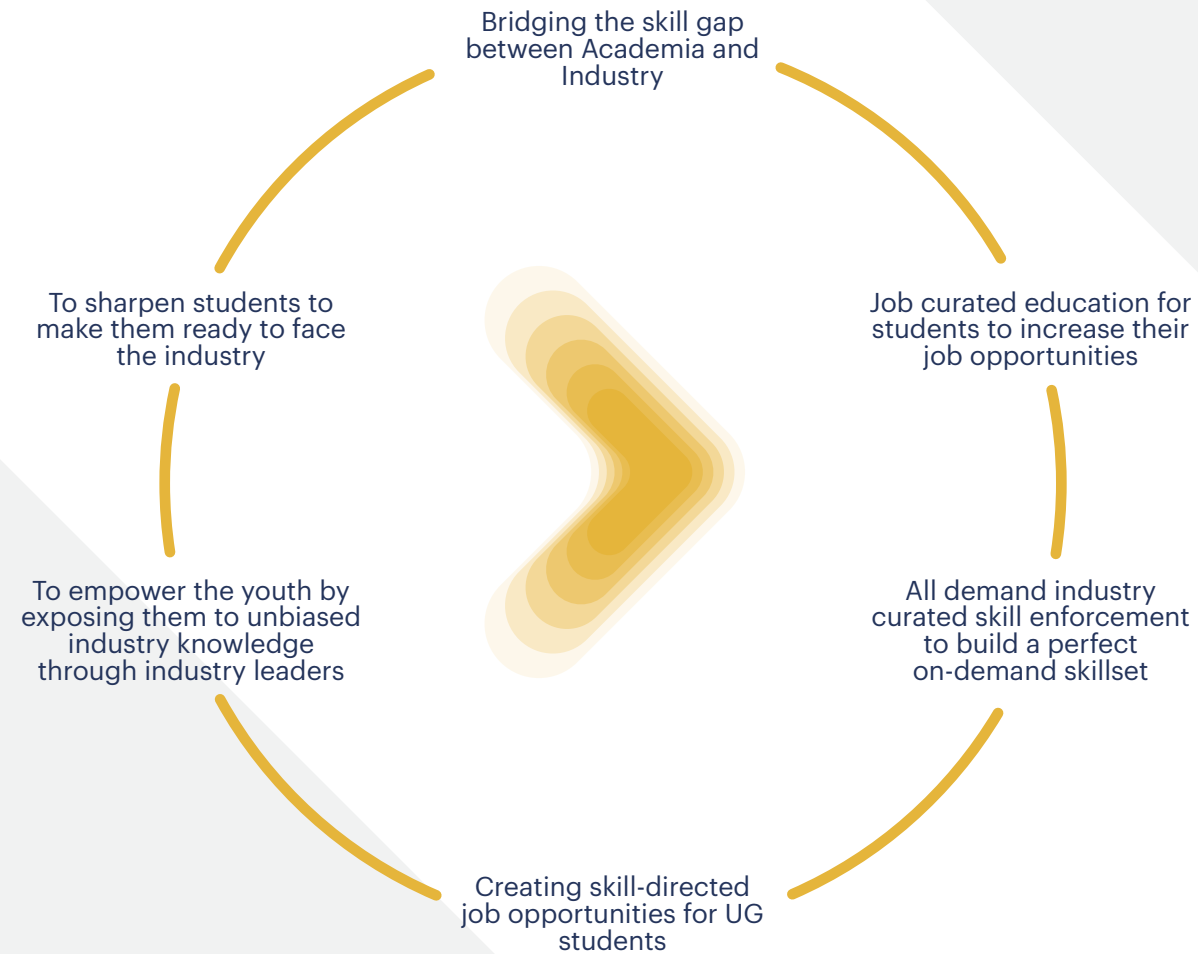 Bridging the skill gap
between Academia and
Industry
Job curated education for
students to increase their
job opportunities
All demand industry
curated skill enforcement
to build a perfect
on-demand skillset
Creating skill-directed
job opportunities for UG
students
To empower the youth by
exposing them to unbiased
industry knowledge
through industry leaders
To sharpen students to
make them ready to face
the industry